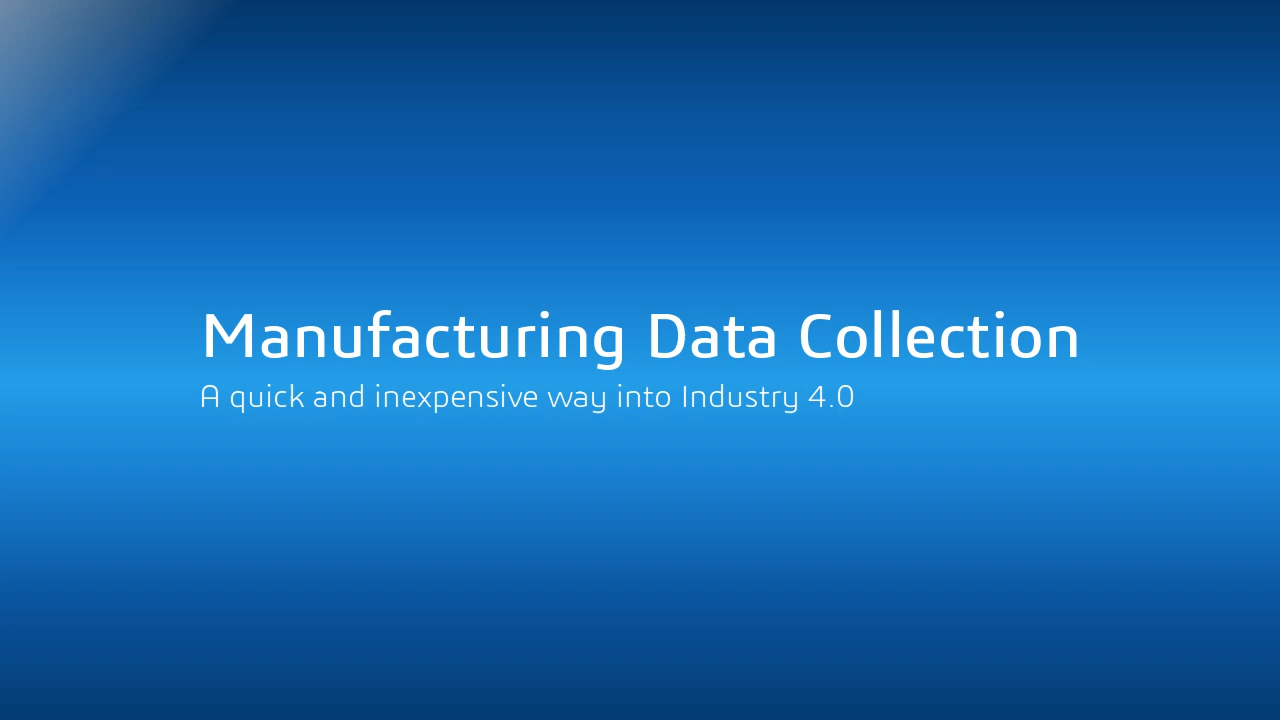 Manufacturing Data Collection
A quick and inexpensive way into Industry 4.0